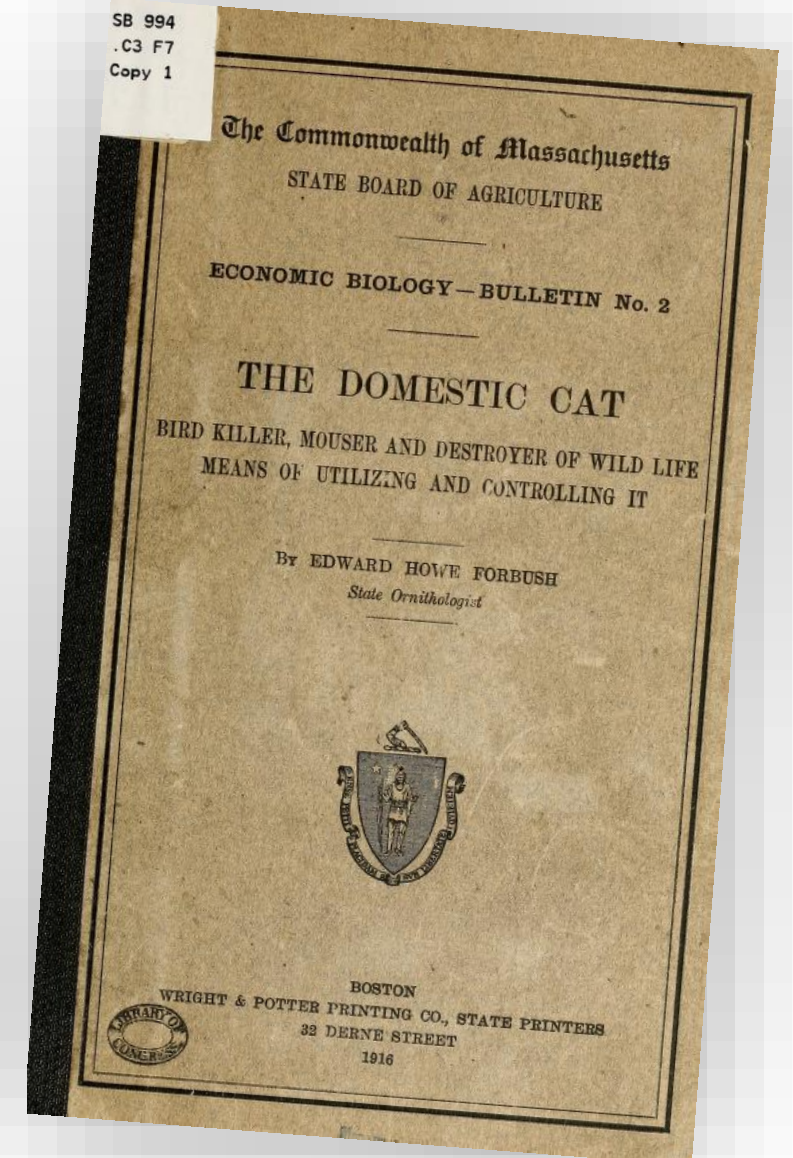 SB 994
.C3 F7
Copy 1
The Commonwealth of Massachusetts
STATE BOARD OF AGRICULTURE
ECONOMIC BIOLOGY — BULLETIN No. 2
THE DOMESTIC CAT
BIRD KILLER, MOUSER AND DESTROYER OF WILD LIFE
MEANS OF UTILIZING AND CONTROLLING IT
By EDWARD HOWE FORBUSH
State Ornithologist
BOSTON
WRIGHT & POTTER PRINTING CO., STATE PRINTERS
32 DERNE STREET
1916
LIBRARY OF
CONGRESS